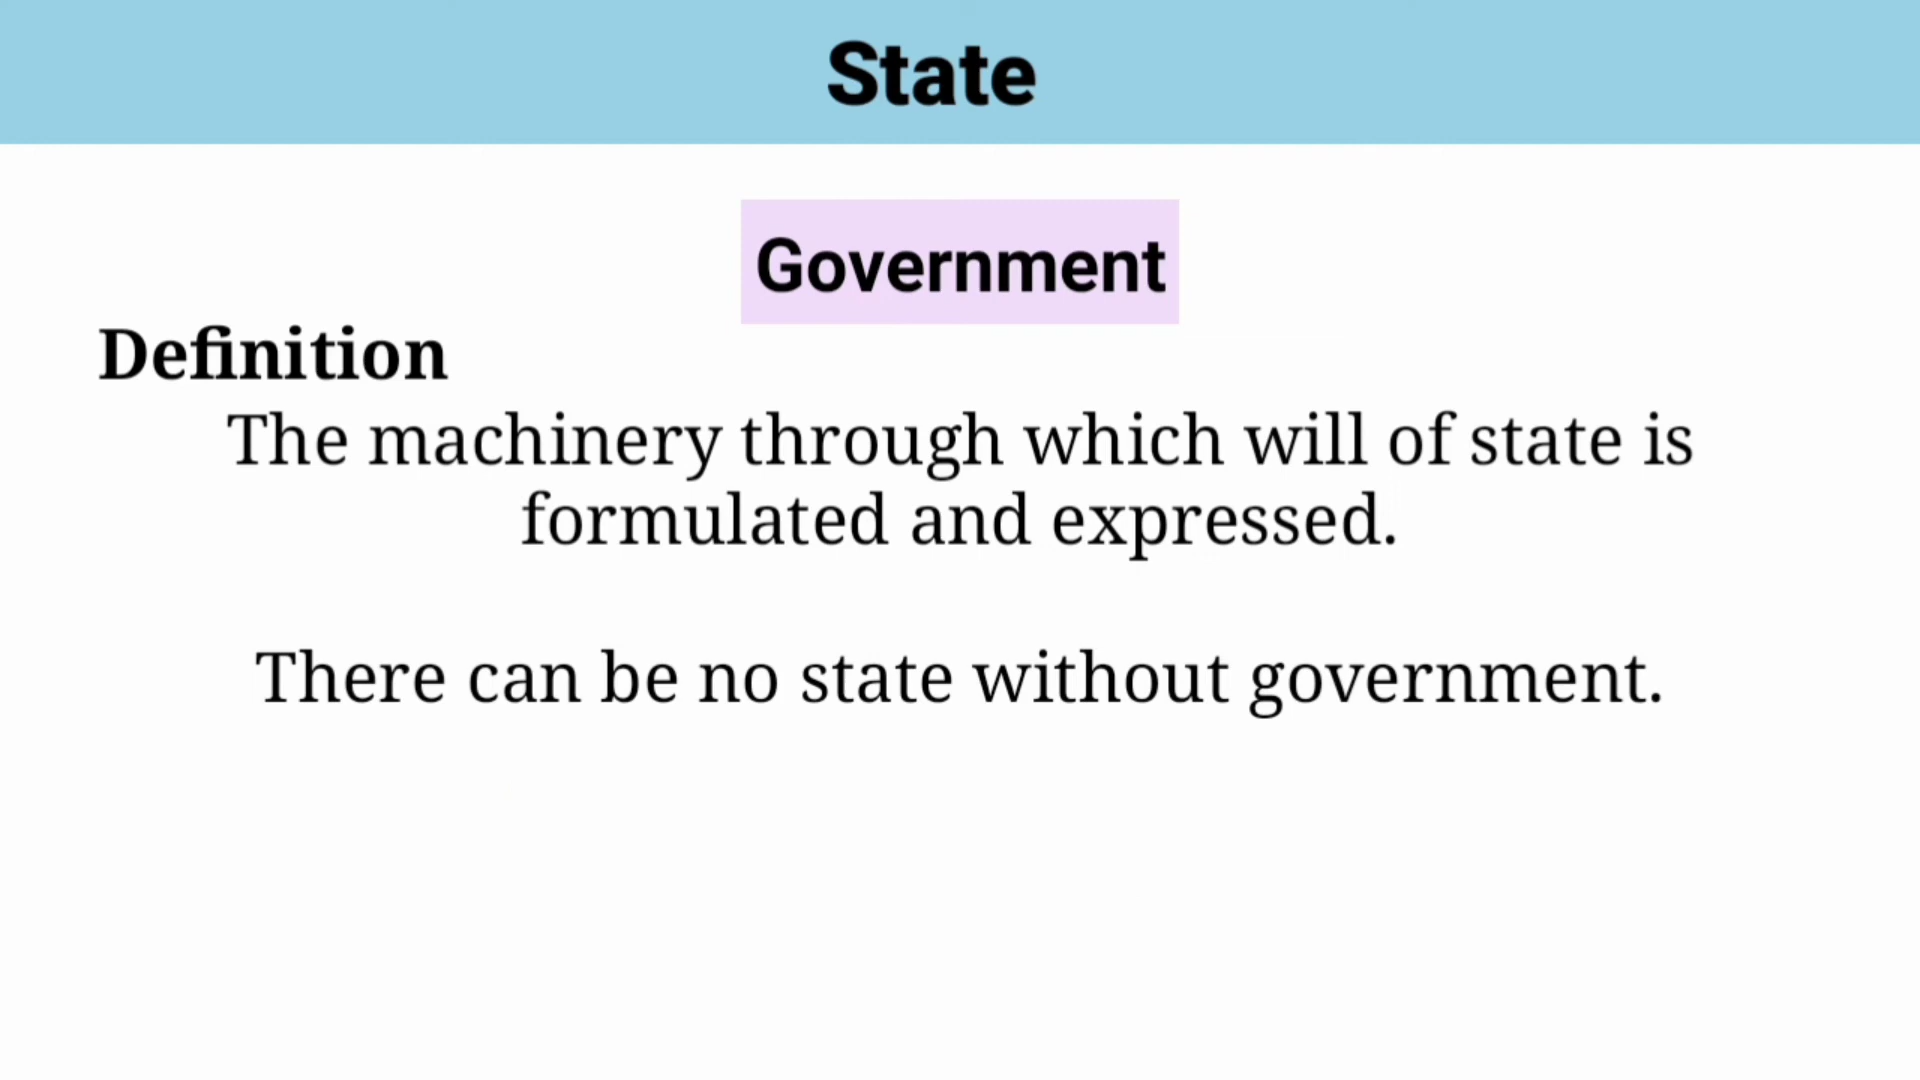 State
Government
Definition
The machinery through which will of state is
formulated and expressed.
There can be no state without government.